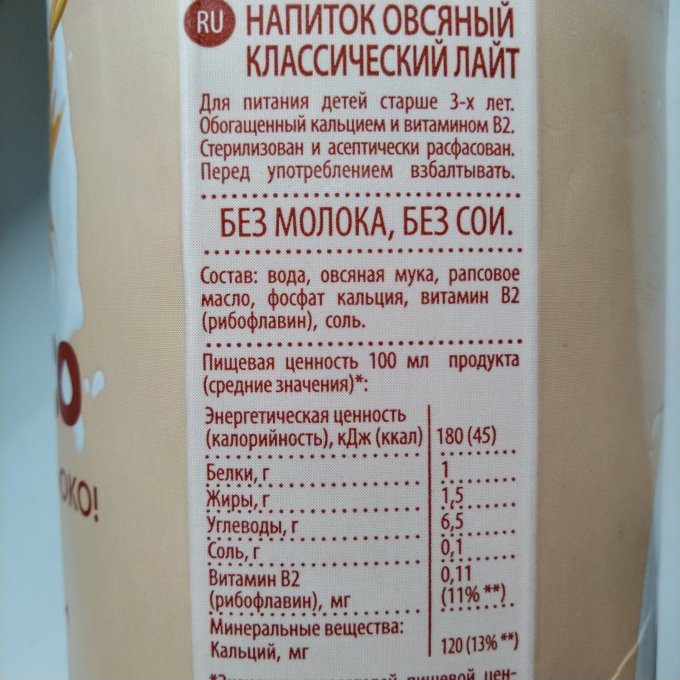 RU
НАПИТОК ОВСЯНЫЙ
КЛАССИЧЕСКИЙ ЛАЙТ
Для питания детей старше 3-х лет.
Обогащенный кальцием и витамином В2.
Стерилизован и асептически расфасован.
Перед употреблением взбалтывать.
БЕЗ МОЛОКА, БЕЗ СОИ.
Состав: вода, овсяная мука, рапсовое
масло, фосфат кальция, витамин В2
(рибофлавин), соль.
Пищевая ценность 100 мл продукта
(средние значения)*:
Энергетическая ценность
(калорийность), кДж (ккал) 180 (45)
Белки, г 1
Жиры, г 1,5
Углеводы, г 6,5
Соль, г 0,1
Витамин В2 0,11
(рибофлавин), мг (11% **)
Минеральные вещества:
Кальций, мг 120 (13% **)
ОКО!